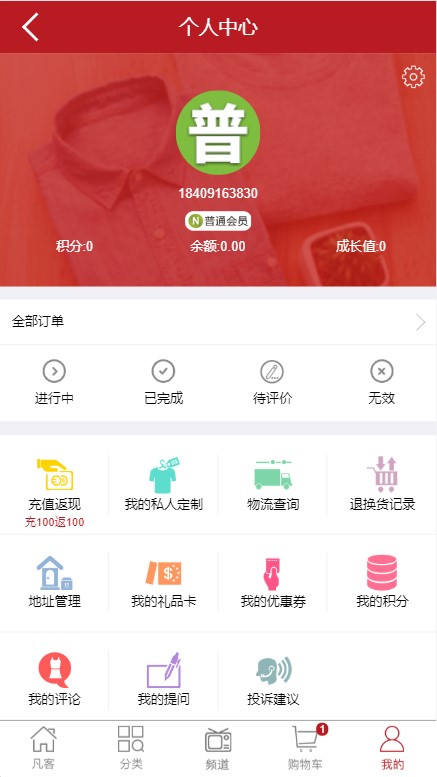 个人中心
普
18409163830
N 普通会员
积分:0 余额:0.00 成长值:0
全部订单
进行中 已完成 待评价 无效
充值返现 我的私人定制 物流查询 退换货记录
充100返100
地址管理 我的礼品卡 我的优惠券 我的积分
我的评论 我的提问 投诉建议
1
凡客 分类 频道 购物车 我的